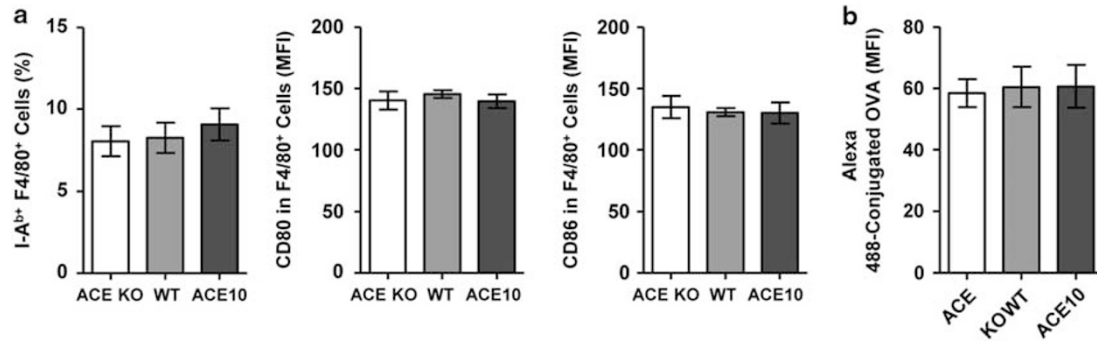 a
I-Aᵇ⁺ F4/80⁺ Cells (%)
15
10
5
0
ACE KO WT ACE10
CD80 in F4/80⁺ Cells (MFI)
200
150
100
50
0
ACE KO WT ACE10
CD86 in F4/80⁺ Cells (MFI)
200
150
100
50
0
ACE KO WT ACE10
b
Alexa
488-Conjugated OVA (MFI)
80
60
40
20
0
ACE
KOWT
ACE10